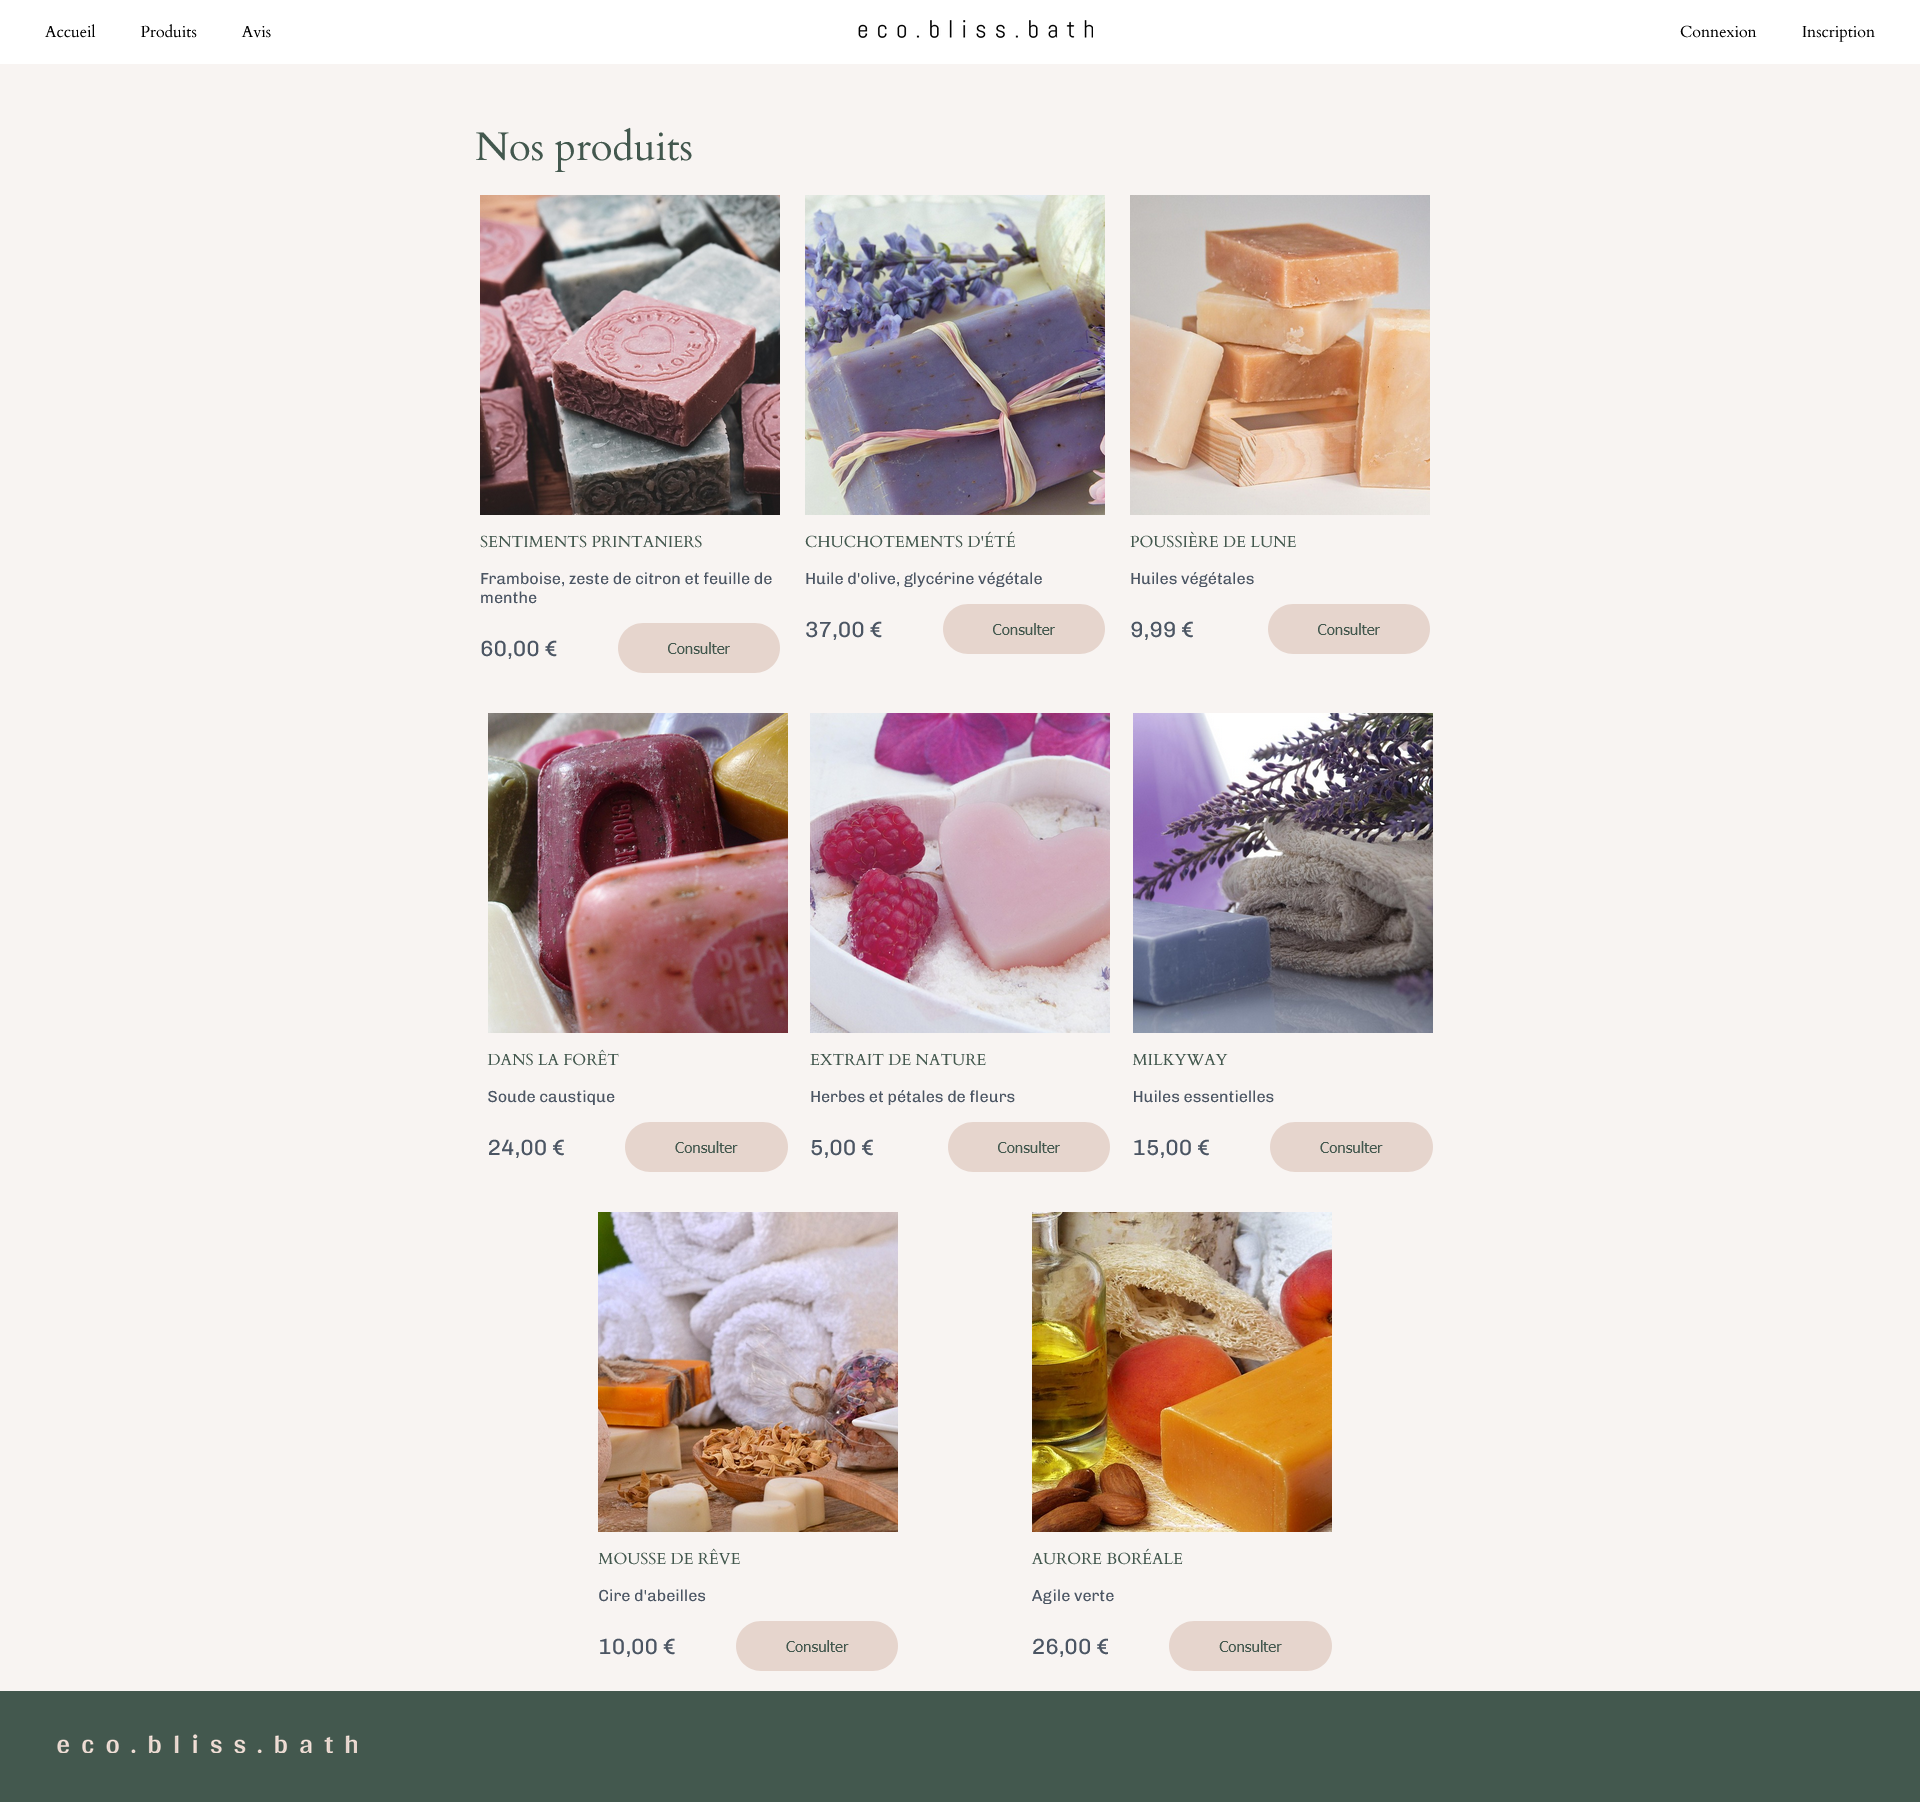 Accueil Produits Avis eco.bliss.bath Connexion Inscription
Nos produits
MADE WITH LOVE
SENTIMENTS PRINTANIERS
Framboise, zeste de citron et feuille de
menthe
60,00 € Consulter
CHUCHOTEMENTS D'ÉTÉ
Huile d'olive, glycérine végétale
37,00 € Consulter
POUSSIÈRE DE LUNE
Huiles végétales
9,99 € Consulter
DANS LA FORÊT
Soude caustique
24,00 € Consulter
EXTRAIT DE NATURE
Herbes et pétales de fleurs
5,00 € Consulter
MILKYWAY
Huiles essentielles
15,00 € Consulter
MOUSSE DE RÊVE
Cire d'abeilles
10,00 € Consulter
AURORE BORÉALE
Agile verte
26,00 € Consulter
eco.bliss.bath